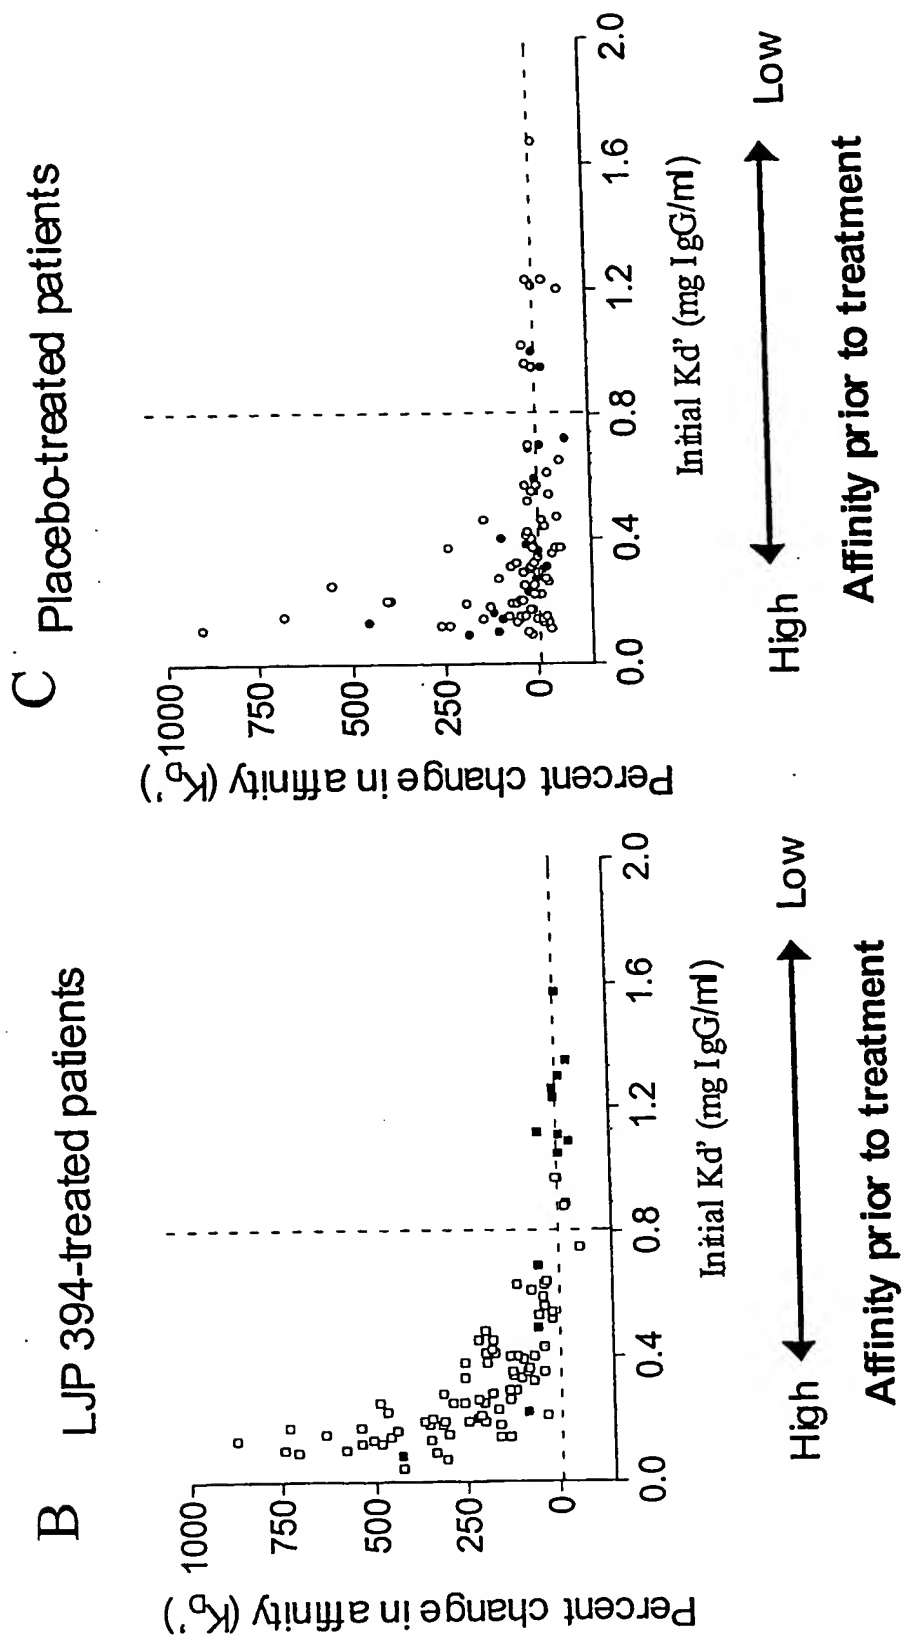 B LJP 394-treated patients
Percent change in affinity (KD')
1000
750
500
250
0
0.0 0.4 0.8 1.2 1.6 2.0
Initial Kd' (mg IgG/ml)
High Low
Affinity prior to treatment
C Placebo-treated patients
Percent change in affinity (KD')
1000
750
500
250
0
0.0 0.4 0.8 1.2 1.6 2.0
Initial Kd' (mg IgG/ml)
High Low
Affinity prior to treatment